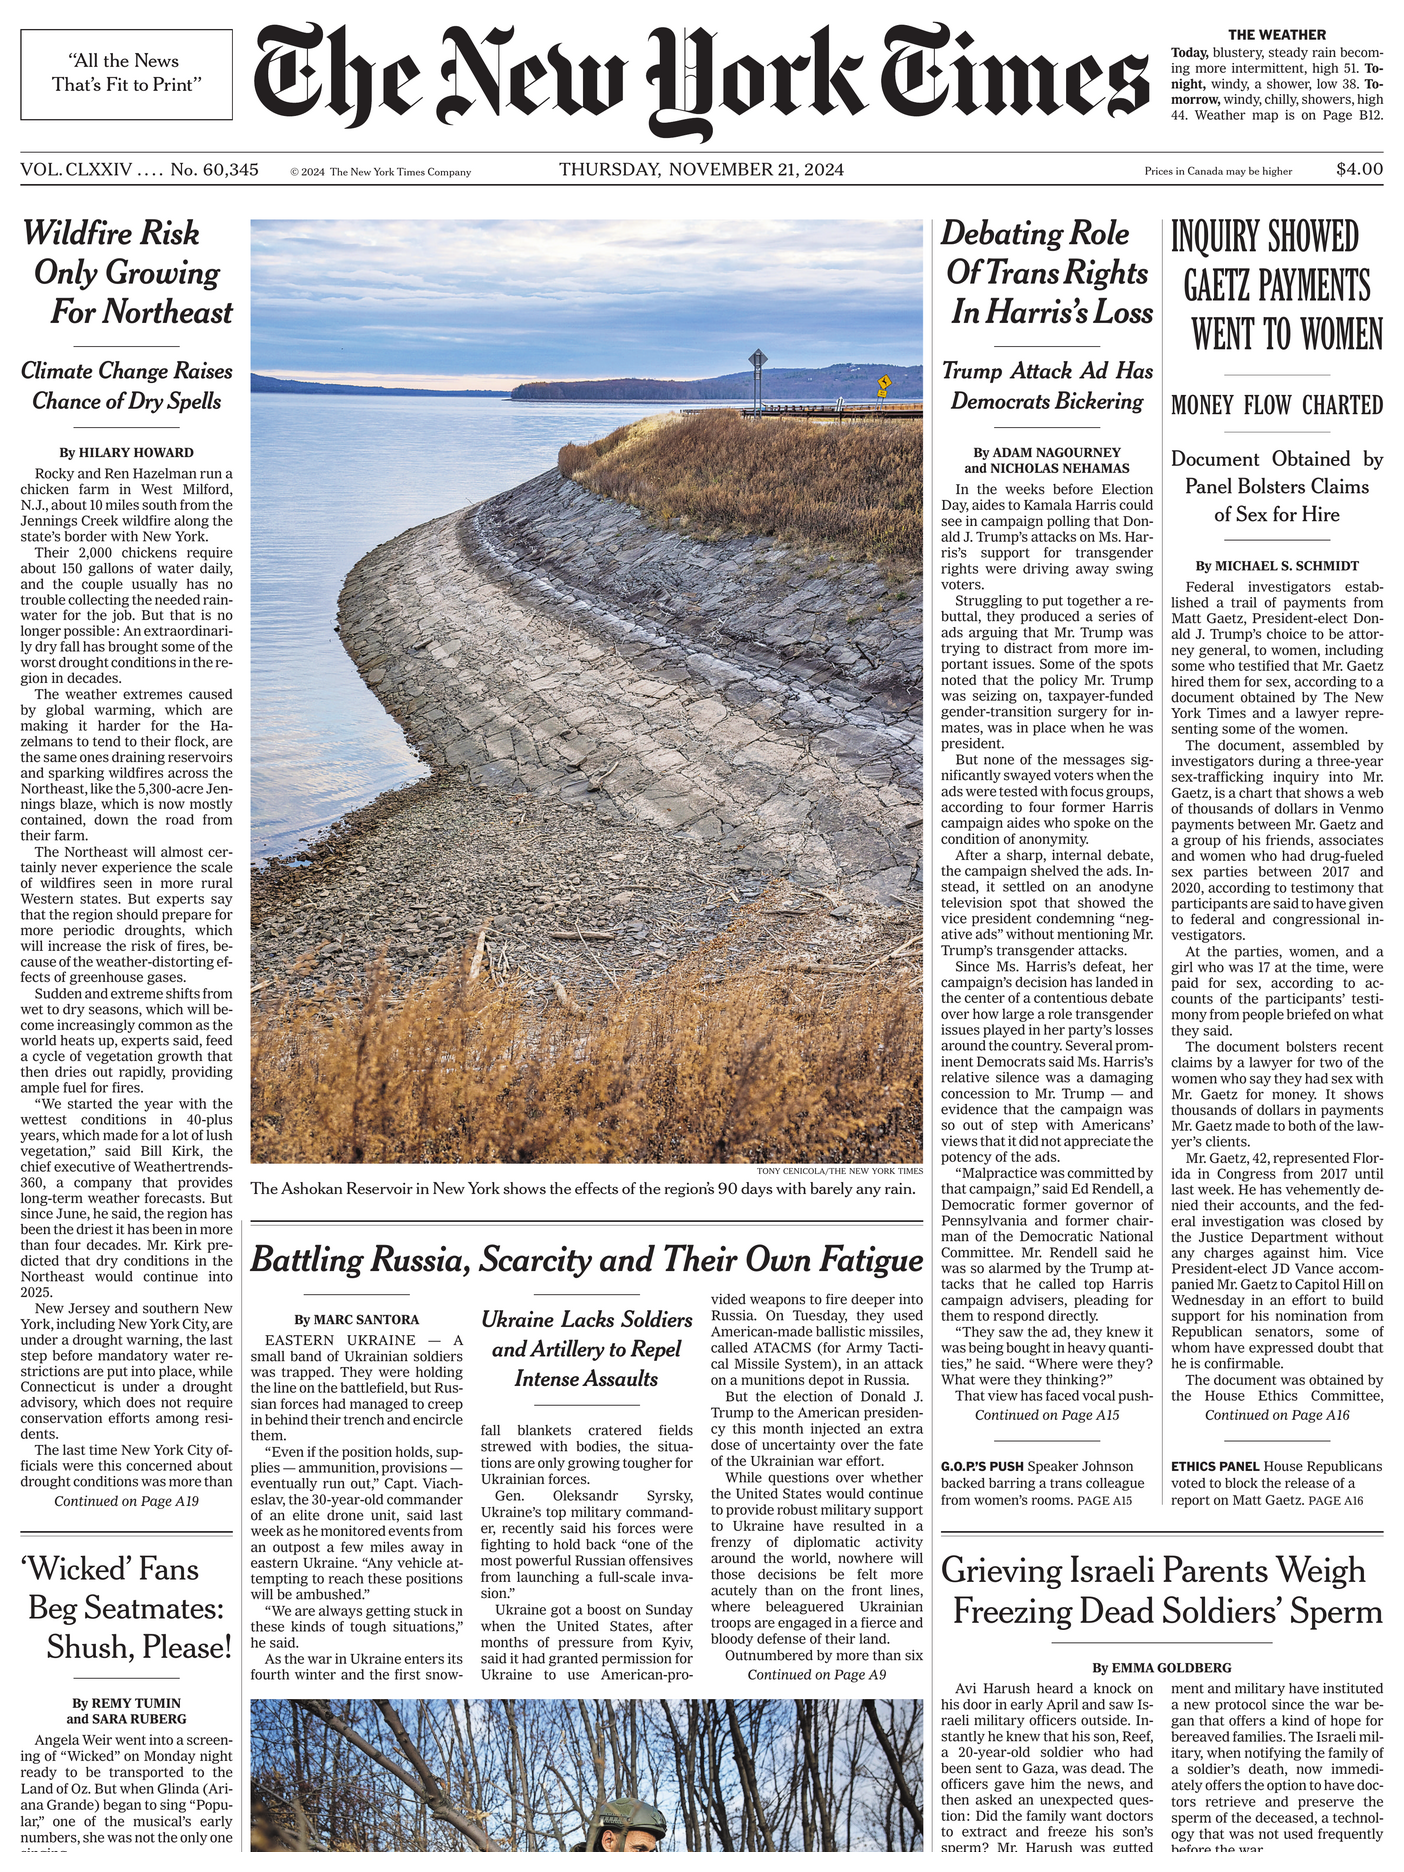 “All the News
That’s Fit to Print”
The New York Times
THE WEATHER
Today, blustery, steady rain becom-
ing more intermittent, high 51. To-
night, windy, a shower, low 38. To-
morrow, windy, chilly, showers, high
44. Weather map is on Page B12.
VOL. CLXXIV .... No. 60,345
© 2024 The New York Times Company
THURSDAY, NOVEMBER 21, 2024
Prices in Canada may be higher
$4.00
Wildfire Risk
Only Growing
For Northeast
Climate Change Raises
Chance of Dry Spells
By HILARY HOWARD
Rocky and Ren Hazelman run a
chicken farm in West Milford,
N.J., about 10 miles south from the
Jennings Creek wildfire along the
state’s border with New York.
Their 2,000 chickens require
about 150 gallons of water daily,
and the couple usually has no
trouble collecting the needed rain-
water for the job. But that is no
longer possible: An extraordinari-
ly dry fall has brought some of the
worst drought conditions in the re-
gion in decades.
The weather extremes caused
by global warming, which are
making it harder for the Ha-
zelmans to tend to their flock, are
the same ones draining reservoirs
and sparking wildfires across the
Northeast, like the 5,300-acre Jen-
nings blaze, which is now mostly
contained, down the road from
their farm.
The Northeast will almost cer-
tainly never experience the scale
of wildfires seen in more rural
Western states. But experts say
that the region should prepare for
more periodic droughts, which
will increase the risk of fires, be-
cause of the weather-distorting ef-
fects of greenhouse gases.
Sudden and extreme shifts from
wet to dry seasons, which will be-
come increasingly common as the
world heats up, experts said, feed
a cycle of vegetation growth that
then dries out rapidly, providing
ample fuel for fires.
“We started the year with the
wettest conditions in 40-plus
years, which made for a lot of lush
vegetation,” said Bill Kirk, the
chief executive of Weathertrends-
360, a company that provides
long-term weather forecasts. But
since June, he said, the region has
been the driest it has been in more
than four decades. Mr. Kirk pre-
dicted that dry conditions in the
Northeast would continue into
2025.
New Jersey and southern New
York, including New York City, are
under a drought warning, the last
step before mandatory water re-
strictions are put into place, while
Connecticut is under a drought
advisory, which does not require
conservation efforts among resi-
dents.
The last time New York City of-
ficials were this concerned about
drought conditions was more than
Continued on Page A19
‘Wicked’ Fans
Beg Seatmates:
Shush, Please!
By REMY TUMIN
and SARA RUBERG
Angela Weir went into a screen-
ing of “Wicked” on Monday night
ready to be transported to the
Land of Oz. But when Glinda (Ari-
ana Grande) began to sing “Popu-
lar,” one of the musical’s early
numbers, she was not the only one
TONY CENICOLA/THE NEW YORK TIMES
The Ashokan Reservoir in New York shows the effects of the region’s 90 days with barely any rain.
Battling Russia, Scarcity and Their Own Fatigue
By MARC SANTORA
EASTERN UKRAINE — A
small band of Ukrainian soldiers
was trapped. They were holding
the line on the battlefield, but Rus-
sian forces had managed to creep
in behind their trench and encircle
them.
“Even if the position holds, sup-
plies — ammunition, provisions —
eventually run out,” Capt. Viach-
eslav, the 30-year-old commander
of an elite drone unit, said last
week as he monitored events from
an outpost a few miles away in
eastern Ukraine. “Any vehicle at-
tempting to reach these positions
will be ambushed.”
“We are always getting stuck in
these kinds of tough situations,”
he said.
As the war in Ukraine enters its
fourth winter and the first snow-
Ukraine Lacks Soldiers
and Artillery to Repel
Intense Assaults
fall blankets cratered fields
strewed with bodies, the situa-
tions are only growing tougher for
Ukrainian forces.
Gen. Oleksandr Syrsky,
Ukraine’s top military command-
er, recently said his forces were
fighting to hold back “one of the
most powerful Russian offensives
from launching a full-scale inva-
sion.”
Ukraine got a boost on Sunday
when the United States, after
months of pressure from Kyiv,
said it had granted permission for
Ukraine to use American-pro-
vided weapons to fire deeper into
Russia. On Tuesday, they used
American-made ballistic missiles,
called ATACMS (for Army Tacti-
cal Missile System), in an attack
on a munitions depot in Russia.
But the election of Donald J.
Trump to the American presiden-
cy this month injected an extra
dose of uncertainty over the fate
of the Ukrainian war effort.
While questions over whether
the United States would continue
to provide robust military support
to Ukraine have resulted in a
frenzy of diplomatic activity
around the world, nowhere will
those decisions be felt more
acutely than on the front lines,
where beleaguered Ukrainian
troops are engaged in a fierce and
bloody defense of their land.
Outnumbered by more than six
Continued on Page A9
Debating Role
Of Trans Rights
In Harris’s Loss
Trump Attack Ad Has
Democrats Bickering
By ADAM NAGOURNEY
and NICHOLAS NEHAMAS
In the weeks before Election
Day, aides to Kamala Harris could
see in campaign polling that Don-
ald J. Trump’s attacks on Ms. Har-
ris’s support for transgender
rights were driving away swing
voters.
Struggling to put together a re-
buttal, they produced a series of
ads arguing that Mr. Trump was
trying to distract from more im-
portant issues. Some of the spots
noted that the policy Mr. Trump
was seizing on, taxpayer-funded
gender-transition surgery for in-
mates, was in place when he was
president.
But none of the messages sig-
nificantly swayed voters when the
ads were tested with focus groups,
according to four former Harris
campaign aides who spoke on the
condition of anonymity.
After a sharp, internal debate,
the campaign shelved the ads. In-
stead, it settled on an anodyne
television spot that showed the
vice president condemning “neg-
ative ads” without mentioning Mr.
Trump’s transgender attacks.
Since Ms. Harris’s defeat, her
campaign’s decision has landed in
the center of a contentious debate
over how large a role transgender
issues played in her party’s losses
around the country. Several prom-
inent Democrats said Ms. Harris’s
relative silence was a damaging
concession to Mr. Trump — and
evidence that the campaign was
so out of step with Americans’
views that it did not appreciate the
potency of the ads.
“Malpractice was committed by
that campaign,” said Ed Rendell, a
Democratic former governor of
Pennsylvania and former chair-
man of the Democratic National
Committee. Mr. Rendell said he
was so alarmed by the Trump at-
tacks that he called top Harris
campaign advisers, pleading for
them to respond directly.
“They saw the ad, they knew it
was being bought in heavy quanti-
ties,” he said. “Where were they?
What were they thinking?”
That view has faced vocal push-
Continued on Page A15
G.O.P.’S PUSH Speaker Johnson
backed barring a trans colleague
from women’s rooms. PAGE A15
INQUIRY SHOWED
GAETZ PAYMENTS
WENT TO WOMEN
MONEY FLOW CHARTED
Document Obtained by
Panel Bolsters Claims
of Sex for Hire
By MICHAEL S. SCHMIDT
Federal investigators estab-
lished a trail of payments from
Matt Gaetz, President-elect Don-
ald J. Trump’s choice to be attor-
ney general, to women, including
some who testified that Mr. Gaetz
hired them for sex, according to a
document obtained by The New
York Times and a lawyer repre-
senting some of the women.
The document, assembled by
investigators during a three-year
sex-trafficking inquiry into Mr.
Gaetz, is a chart that shows a web
of thousands of dollars in Venmo
payments between Mr. Gaetz and
a group of his friends, associates
and women who had drug-fueled
sex parties between 2017 and
2020, according to testimony that
participants are said to have given
to federal and congressional in-
vestigators.
At the parties, women, and a
girl who was 17 at the time, were
paid for sex, according to ac-
counts of the participants’ testi-
mony from people briefed on what
they said.
The document bolsters recent
claims by a lawyer for two of the
women who say they had sex with
Mr. Gaetz for money. It shows
thousands of dollars in payments
Mr. Gaetz made to both of the law-
yer’s clients.
Mr. Gaetz, 42, represented Flor-
ida in Congress from 2017 until
last week. He has vehemently de-
nied their accounts, and the fed-
eral investigation was closed by
the Justice Department without
any charges against him. Vice
President-elect JD Vance accom-
panied Mr. Gaetz to Capitol Hill on
Wednesday in an effort to build
support for his nomination from
Republican senators, some of
whom have expressed doubt that
he is confirmable.
The document was obtained by
the House Ethics Committee,
Continued on Page A16
ETHICS PANEL House Republicans
voted to block the release of a
report on Matt Gaetz. PAGE A16
Grieving Israeli Parents Weigh
Freezing Dead Soldiers’ Sperm
By EMMA GOLDBERG
Avi Harush heard a knock on
his door in early April and saw Is-
raeli military officers outside. In-
stantly he knew that his son, Reef,
a 20-year-old soldier who had
been sent to Gaza, was dead. The
officers gave him the news, and
then asked an unexpected ques-
tion: Did the family want doctors
to extract and freeze his son’s
sperm? Mr. Harush was gutted
ment and military have instituted
a new protocol since the war be-
gan that offers a kind of hope for
bereaved families. The Israeli mil-
itary, when notifying the family of
a soldier’s death, now immedi-
ately offers the option to have doc-
tors retrieve and preserve the
sperm of the deceased, a technol-
ogy that was not used frequently
before the war.